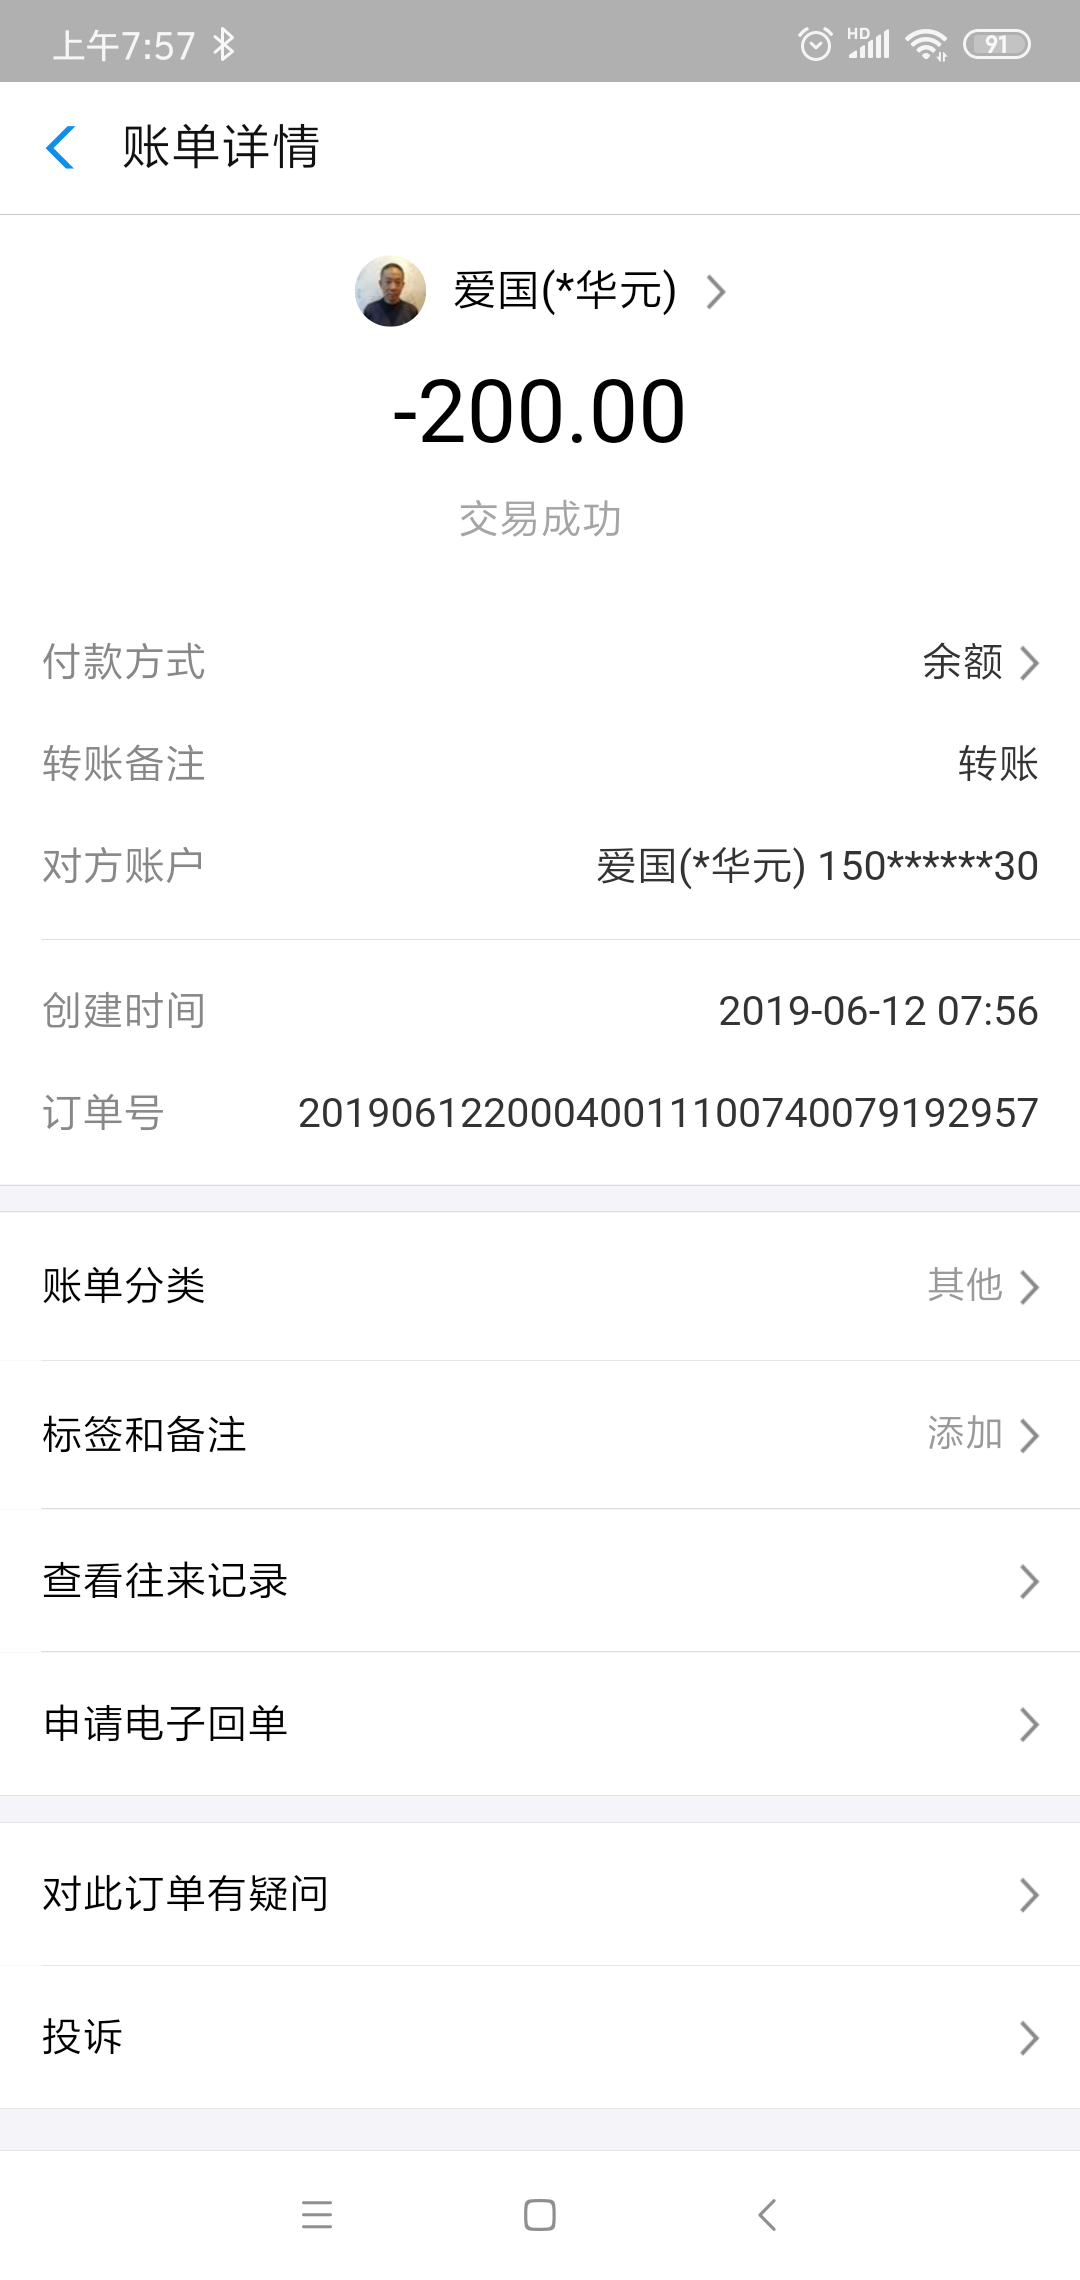 上午7:57 HD 91
账单详情
爱国(*华元)
-200.00
交易成功
付款方式 余额
转账备注 转账
对方账户 爱国(*华元) 150******30
创建时间 2019-06-12 07:56
订单号 20190612200040011100740079192957
账单分类 其他
标签和备注 添加
查看往来记录
申请电子回单
对此订单有疑问
投诉